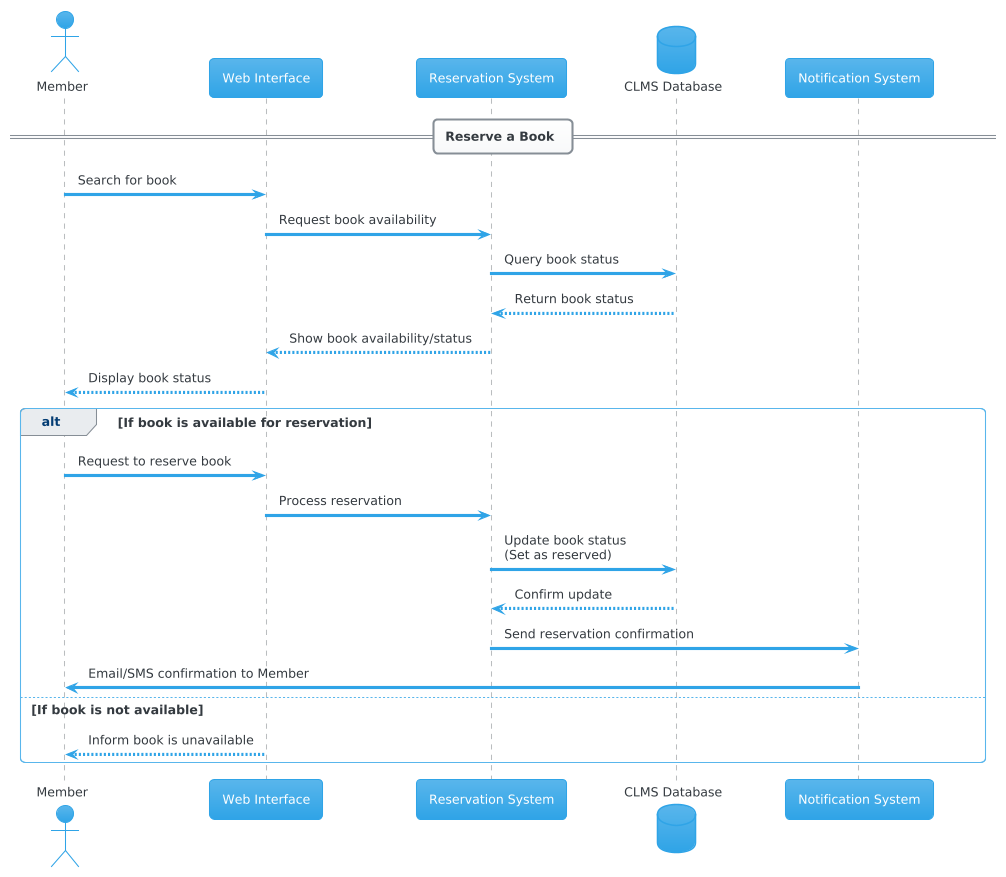 Member
Web Interface
Reservation System
CLMS Database
Notification System
Reserve a Book
Search for book
Request book availability
Query book status
Return book status
Show book availability/status
Display book status
alt
[If book is available for reservation]
Request to reserve book
Process reservation
Update book status
(Set as reserved)
Confirm update
Send reservation confirmation
Email/SMS confirmation to Member
[If book is not available]
Inform book is unavailable
Member
Web Interface
Reservation System
CLMS Database
Notification System